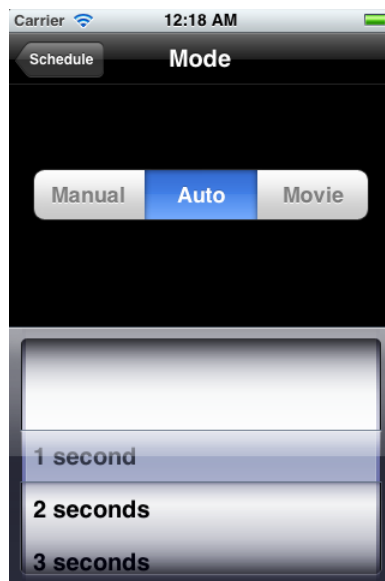 Carrier 12:18 AM
Schedule Mode
Manual Auto Movie
1 second
2 seconds
3 seconds